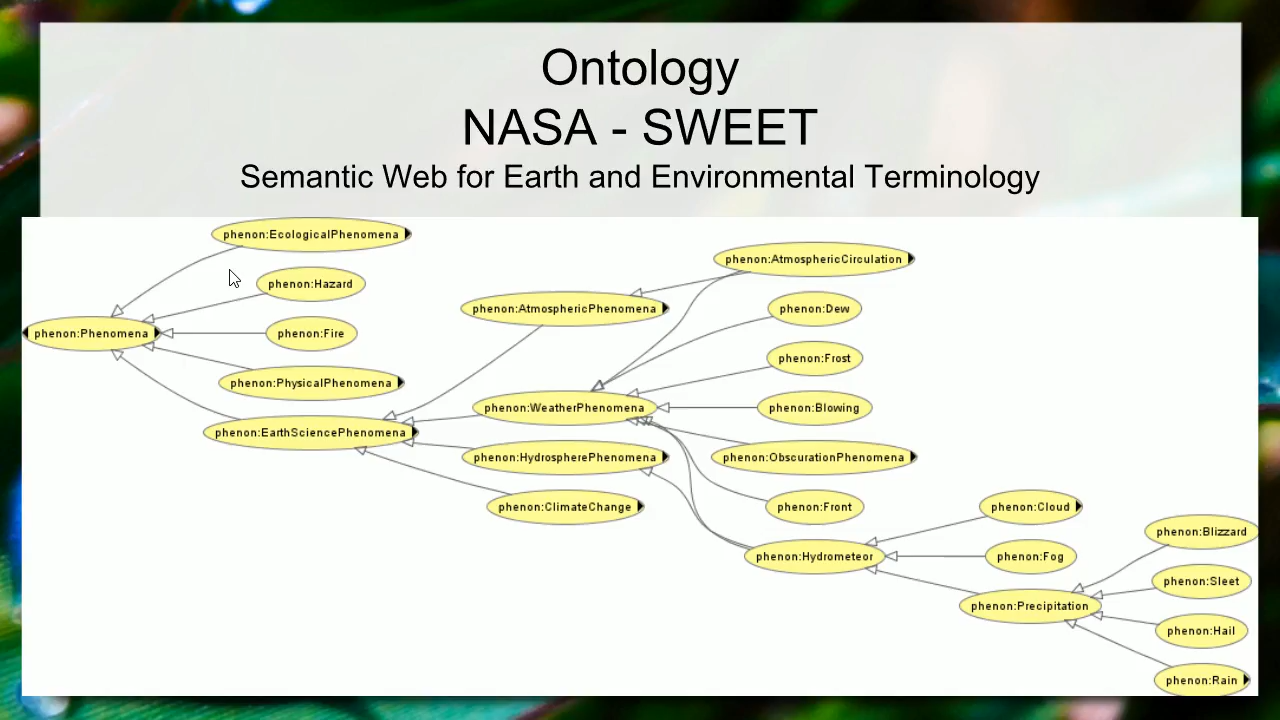 Ontology
NASA - SWEET
Semantic Web for Earth and Environmental Terminology
phenon:EcologicalPhenomena
phenon:Hazard
phenon:Phenomena
phenon:Fire
phenon:PhysicalPhenomena
phenon:EarthSciencePhenomena
phenon:AtmosphericPhenomena
phenon:WeatherPhenomena
phenon:HydrospherePhenomena
phenon:ClimateChange
phenon:AtmosphericCirculation
phenon:Dew
phenon:Frost
phenon:Blowing
phenon:ObscurationPhenomena
phenon:Front
phenon:Hydrometeor
phenon:Cloud
phenon:Fog
phenon:Precipitation
phenon:Blizzard
phenon:Sleet
phenon:Hail
phenon:Rain